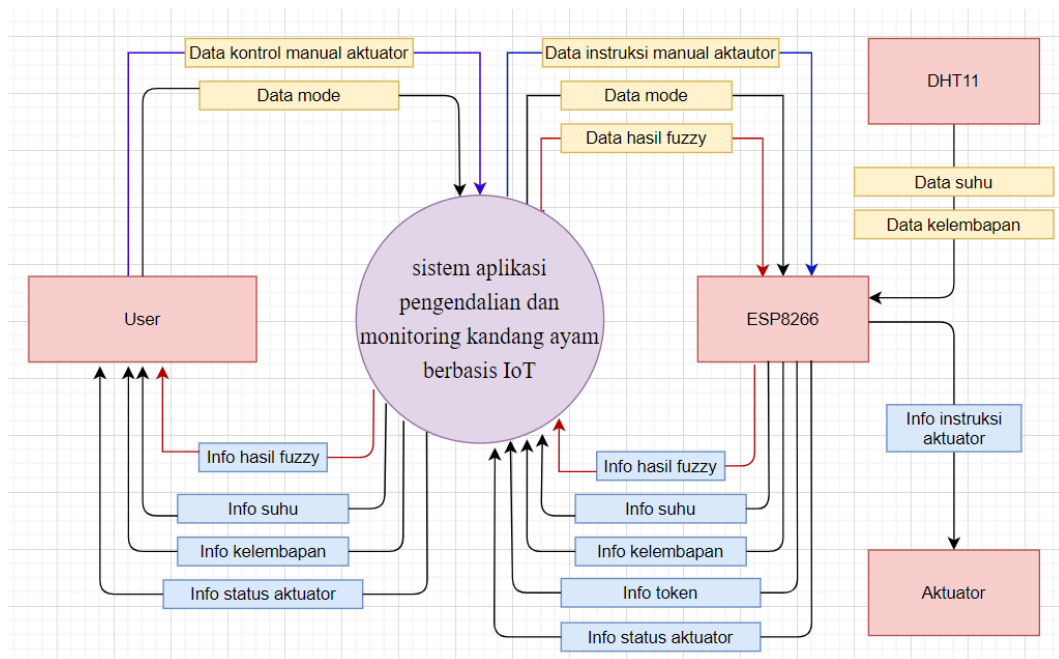 Data kontrol manual aktuator
Data instruksi manual aktautor
Data mode
Data mode
Data hasil fuzzy
DHT11
Data suhu
Data kelembapan
User
sistem aplikasi
pengendalian dan
monitoring kandang ayam
berbasis IoT
ESP8266
Info hasil fuzzy
Info suhu
Info kelembapan
Info status aktuator
Info hasil fuzzy
Info suhu
Info kelembapan
Info token
Info status aktuator
Info instruksi
aktuator
Aktuator